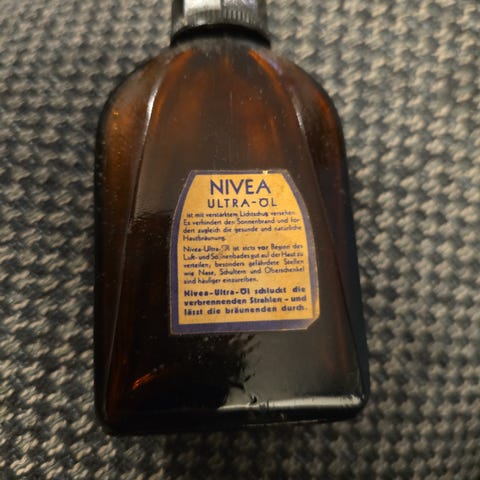 NIVEA
ULTRA-ÖL
ist mit verstärktem Lichtschutz versehen.
Es verhindert den Sonnenbrand und för-
dert zugleich die gesunde und natürliche
Hautbräunung.
Nivea-Ultra-Öl ist stets vor Beginn des
Luft- und Sonnenbades gut auf der Haut zu
verteilen; besonders gefährdete Stellen
wie Nase, Schultern und Oberschenkel
sind häufiger einzureiben.
Nivea-Ultra-Öl schluckt die
verbrennenden Strahlen - und
lässt die bräunenden durch.